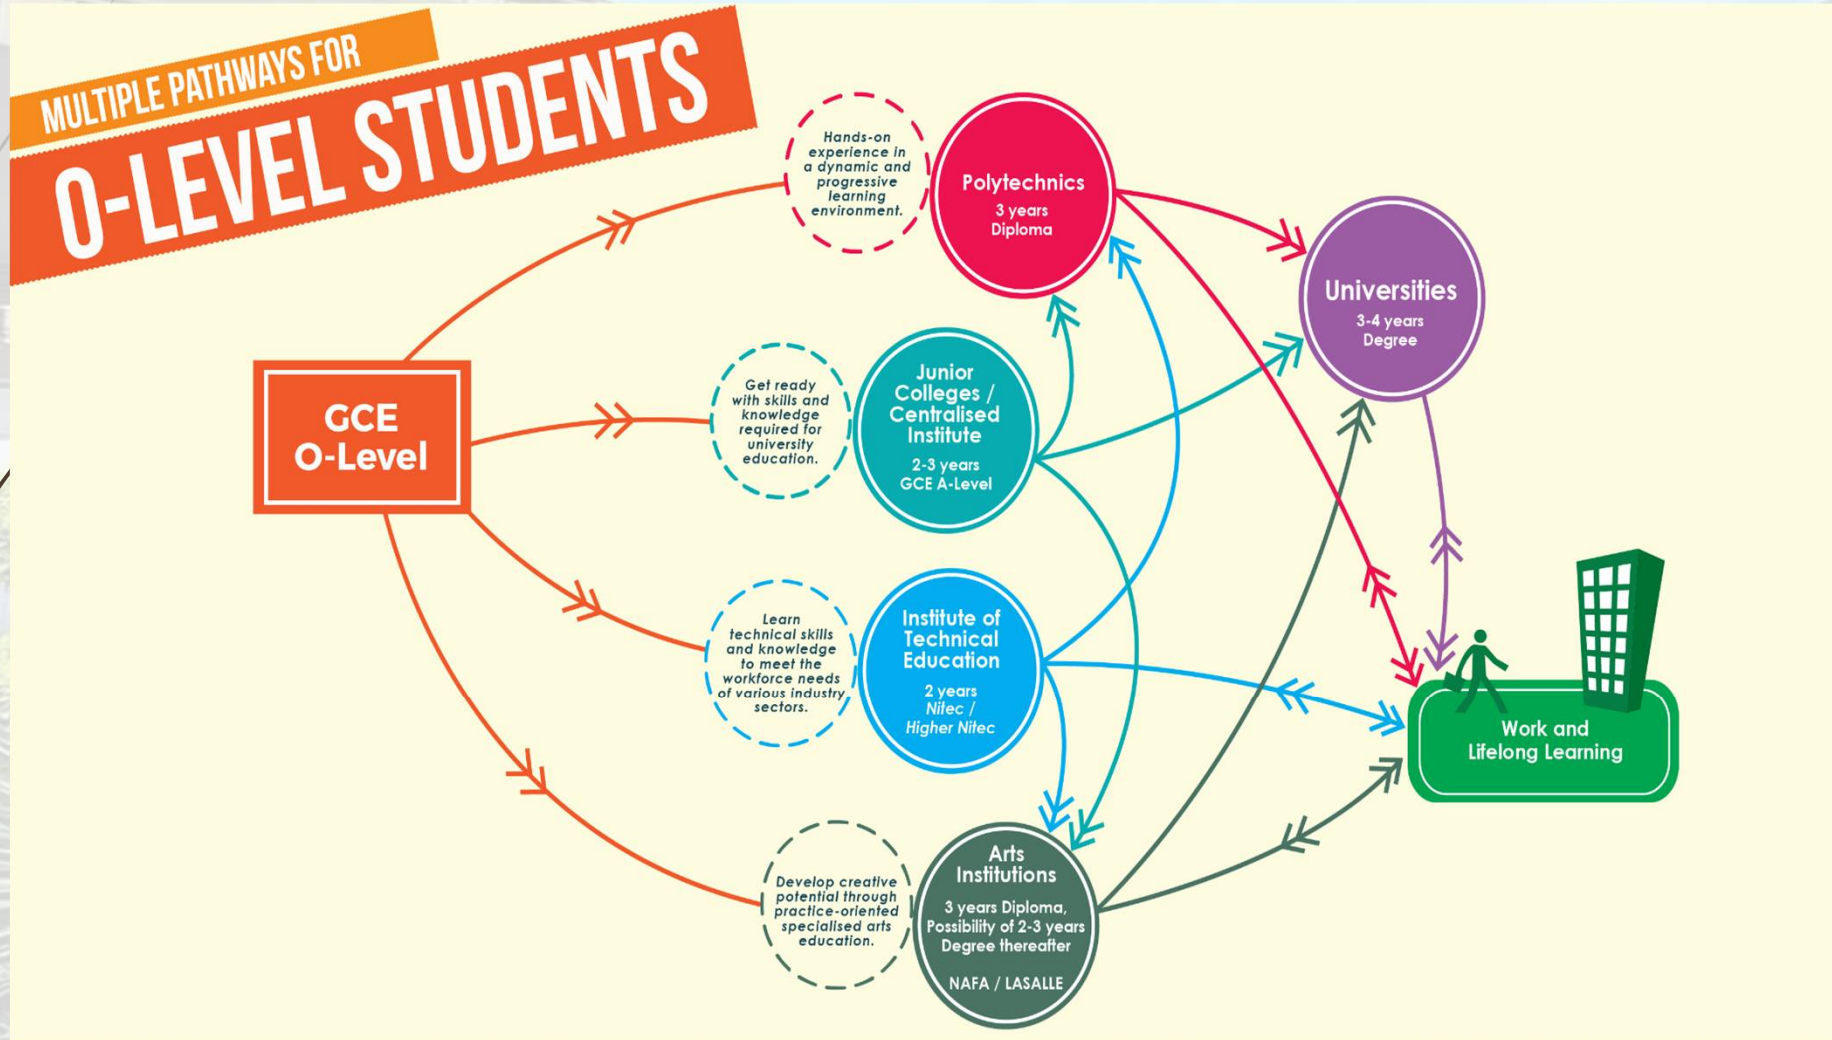 MULTIPLE PATHWAYS FOR
O-LEVEL STUDENTS
GCE
O-Level
Hands-on
experience in
a dynamic and
progressive
learning
environment.
Polytechnics
3 years
Diploma
Get ready
with skills and
knowledge
required for
university
education.
Junior
Colleges /
Centralised
Institute
2-3 years
GCE A-Level
Learn
technical skills
and knowledge
to meet the
workforce needs
of various industry
sectors.
Institute of
Technical
Education
2 years
Nitec /
Higher Nitec
Develop creative
potential through
practice-oriented
specialised arts
education.
Arts
Institutions
3 years Diploma,
Possibility of 2-3 years
Degree thereafter
NAFA / LASALLE
Universities
3-4 years
Degree
Work and
Lifelong Learning